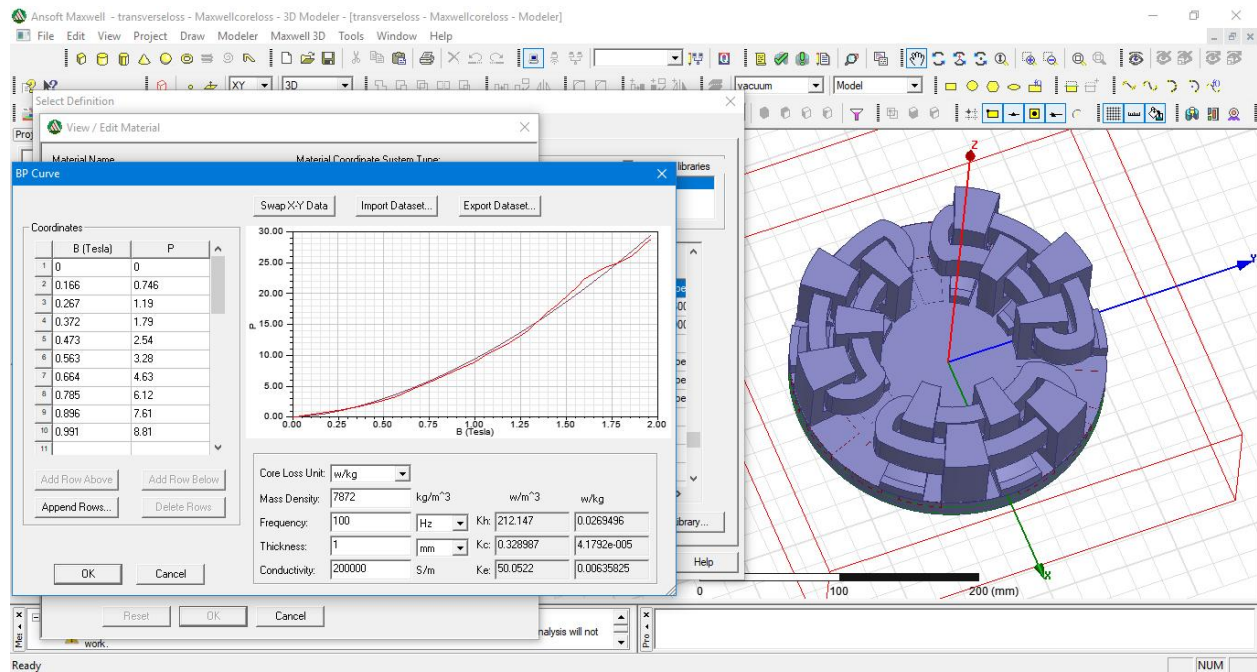 Ansoft Maxwell - transverseloss - Maxwellcoreloss - 3D Modeler - [transverseloss - Maxwellcoreloss - Modeler]
File Edit View Project Draw Modeler Maxwell 3D Tools Window Help
XY 3D vacuum Model
Select Definition
View / Edit Material
Material Name Material Coordinate System Type: libraries
BP Curve
Swap X-Y Data Import Dataset... Export Dataset...
Coordinates
B (Tesla) P
1 0 0
2 0.166 0.746
3 0.267 1.19
4 0.372 1.79
5 0.473 2.54
6 0.563 3.28
7 0.664 4.63
8 0.785 6.12
9 0.896 7.61
10 0.991 8.81
11
Add Row Above Add Row Below
Append Rows... Delete Rows
OK Cancel
30.00
25.00
20.00
P 15.00
10.00
5.00
0.00
0.00 0.25 0.50 0.75 1.00 1.25 1.50 1.75 2.00
B (Tesla)
Core Loss Unit: w/kg
Mass Density: 7872 kg/m^3 w/m^3 w/kg
Frequency: 100 Hz Kh: 212.147 0.0269496
Thickness: 1 mm Kc: 0.328987 4.1792e-005
Conductivity: 200000 S/m Ke: 50.0522 0.00635825
Help
Reset OK Cancel
Z
Y
X
0 100 200 (mm)
nalysis will not
work.
Ready NUM